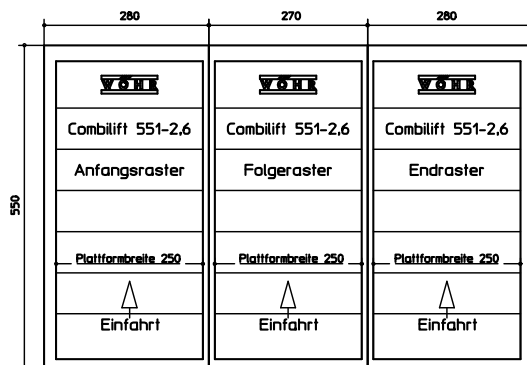 280 270 280
550
WÖHR WÖHR WÖHR
Combilift 551-2,6 Combilift 551-2,6 Combilift 551-2,6
Anfangsraster Folgeraster Endraster
Plattformbreite 250 Plattformbreite 250 Plattformbreite 250
Einfahrt Einfahrt Einfahrt